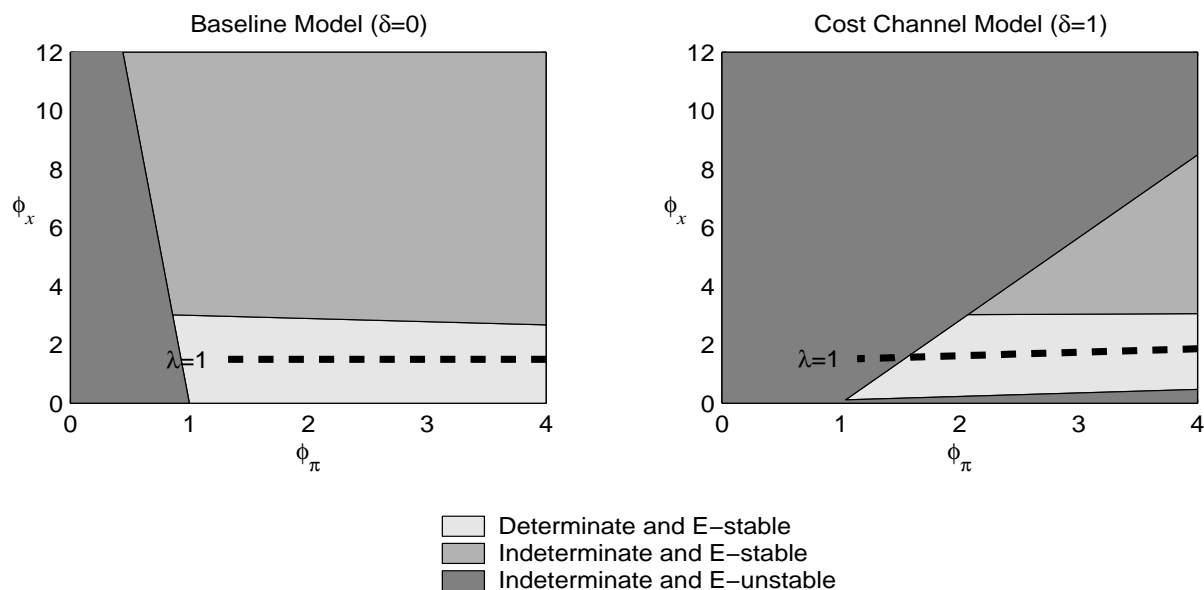 Baseline Model (δ=0)
12
10
8
6
4
2
0
ϕx
λ=1
0 1 2 3 4
ϕπ
Cost Channel Model (δ=1)
12
10
8
6
4
2
0
ϕx
λ=1
0 1 2 3 4
ϕπ
Determinate and E−stable
Indeterminate and E−stable
Indeterminate and E−unstable